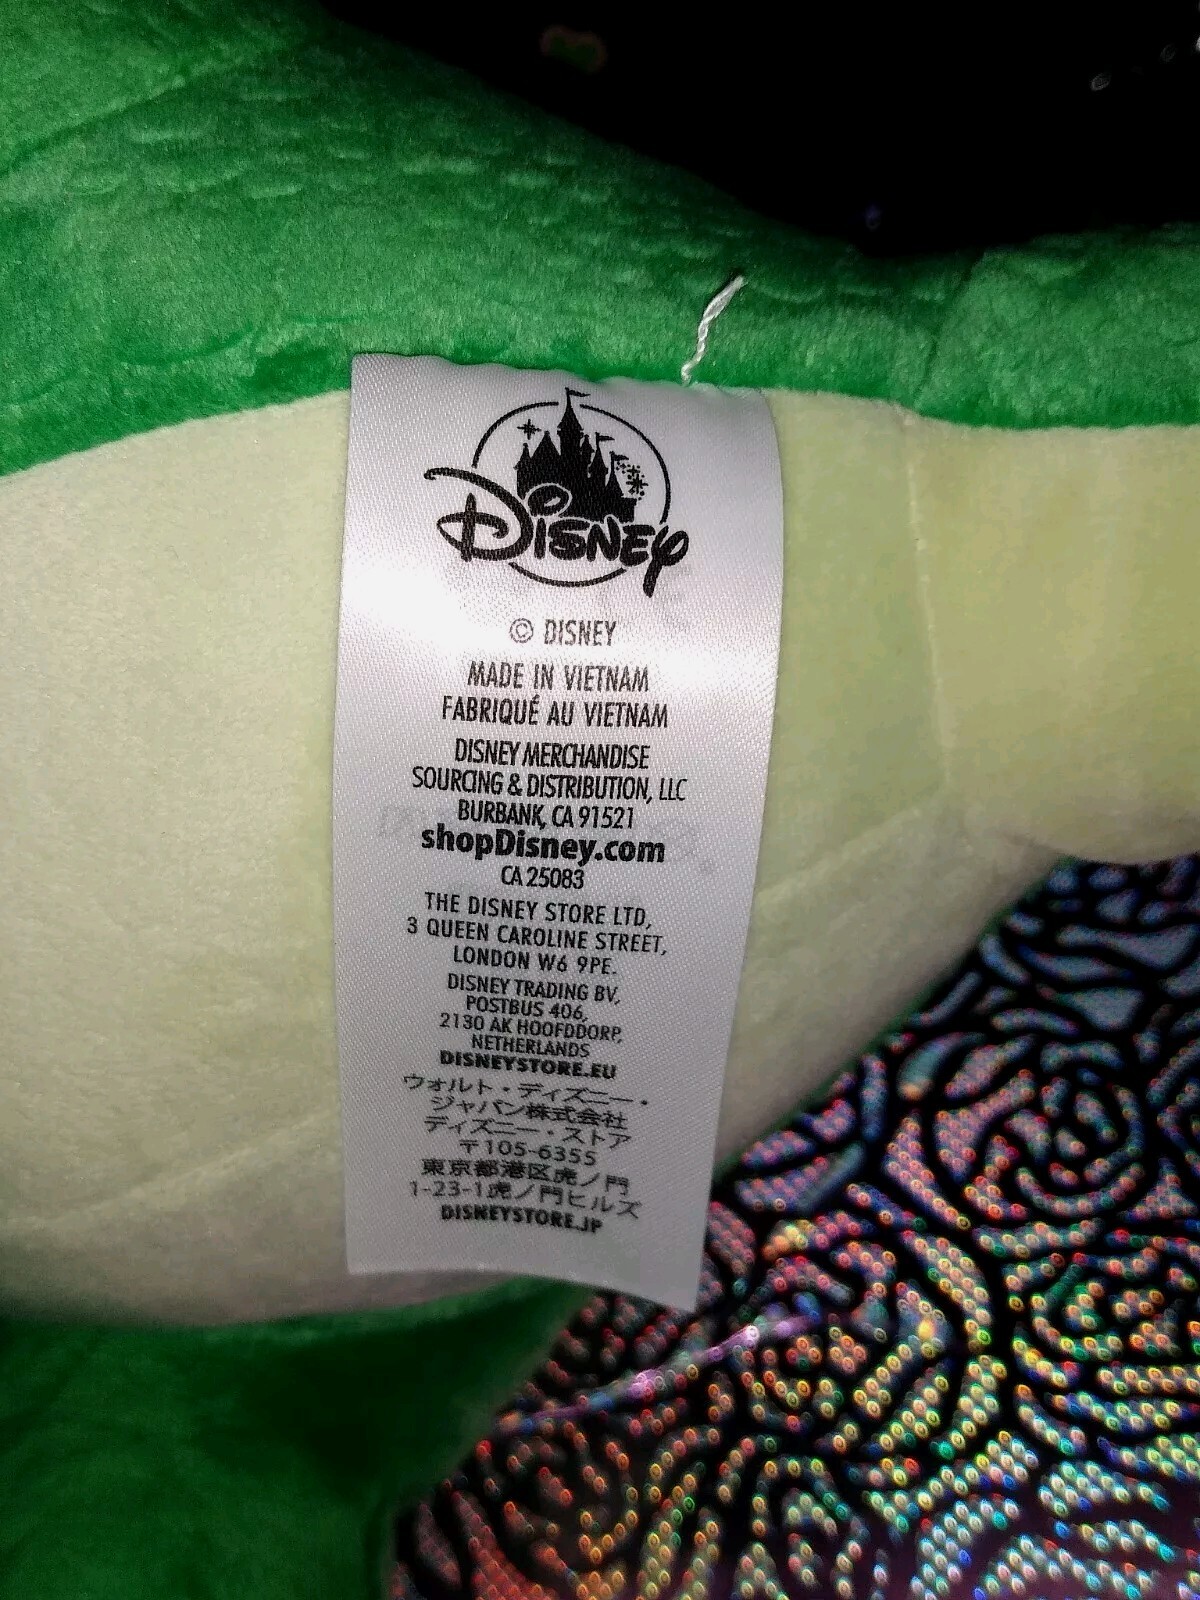 Disney
© DISNEY
MADE IN VIETNAM
FABRIQUÉ AU VIETNAM
DISNEY MERCHANDISE
SOURCING & DISTRIBUTION, LLC
BURBANK, CA 91521
shopDisney.com
CA 25083
THE DISNEY STORE LTD,
3 QUEEN CAROLINE STREET,
LONDON W6 9PE.
DISNEY TRADING BV,
POSTBUS 406,
2130 AK HOOFDDORP,
NETHERLANDS
DISNEYSTORE.EU
ウォルト・ディズニー・
ジャパン株式会社
ディズニー・ストア
〒105-6355
東京都港区虎ノ門
1-23-1虎ノ門ヒルズ
DISNEYSTORE.JP